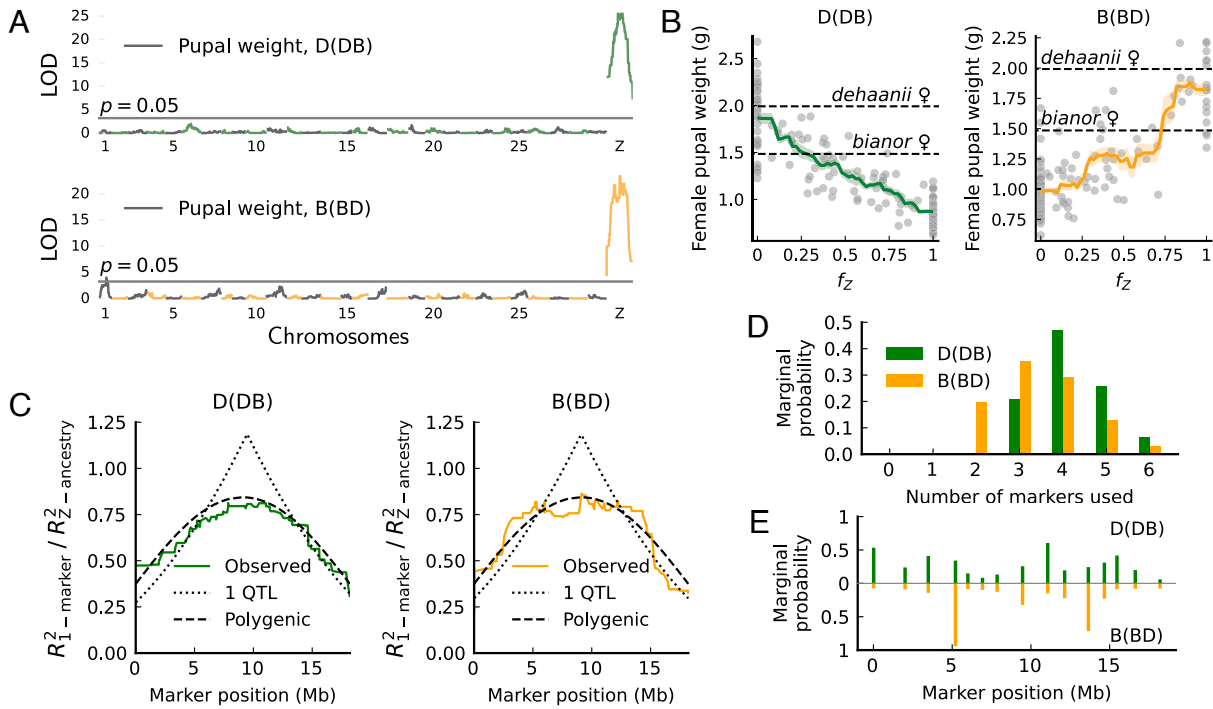 A
LOD
25
20
15
10
5
0
Pupal weight, D(DB)
p = 0.05
1 5 10 15 20 25 Z
LOD
20
15
10
5
0
Pupal weight, B(BD)
p = 0.05
1 5 10 15 20 25 Z
Chromosomes
B
D(DB)
Female pupal weight (g)
2.5
2.0
1.5
1.0
dehaanii ♀
bianor ♀
0 0.25 0.5 0.75 1
f_Z
B(BD)
Female pupal weight (g)
2.25
2.00
1.75
1.50
1.25
1.00
0.75
dehaanii ♀
bianor ♀
0 0.25 0.5 0.75 1
f_Z
C
D(DB)
R²1−marker / R²Z−ancestry
1.25
1.00
0.75
0.50
0.25
0.00
Observed
1 QTL
Polygenic
0 5 10 15
Marker position (Mb)
B(BD)
R²1−marker / R²Z−ancestry
1.25
1.00
0.75
0.50
0.25
0.00
Observed
1 QTL
Polygenic
0 5 10 15
Marker position (Mb)
D
Marginal
probability
0.5
0.4
0.3
0.2
0.1
0.0
D(DB)
B(BD)
0 1 2 3 4 5 6
Number of markers used
E
Marginal
probability
1
0.5
0
0.5
1
D(DB)
B(BD)
0 5 10 15
Marker position (Mb)